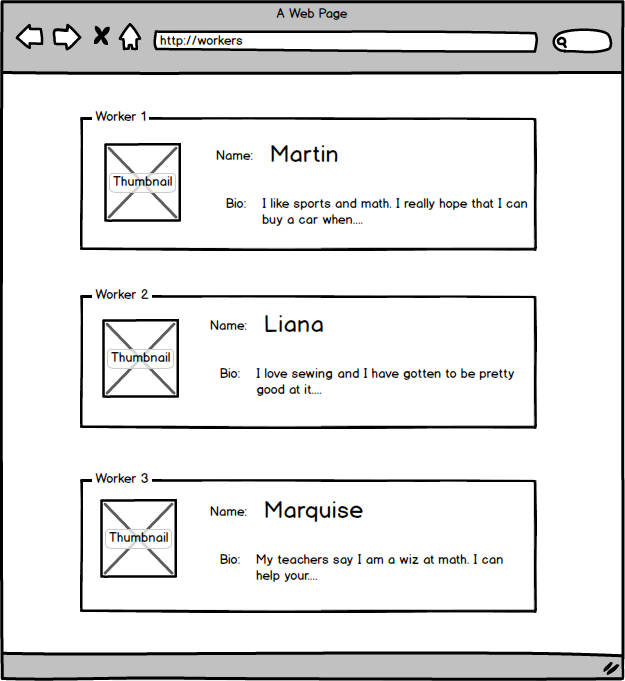 A Web Page
http://workers
Worker 1
Thumbnail
Name: Martin
Bio: I like sports and math. I really hope that I can
buy a car when....
Worker 2
Thumbnail
Name: Liana
Bio: I love sewing and I have gotten to be pretty
good at it....
Worker 3
Thumbnail
Name: Marquise
Bio: My teachers say I am a wiz at math. I can
help your....